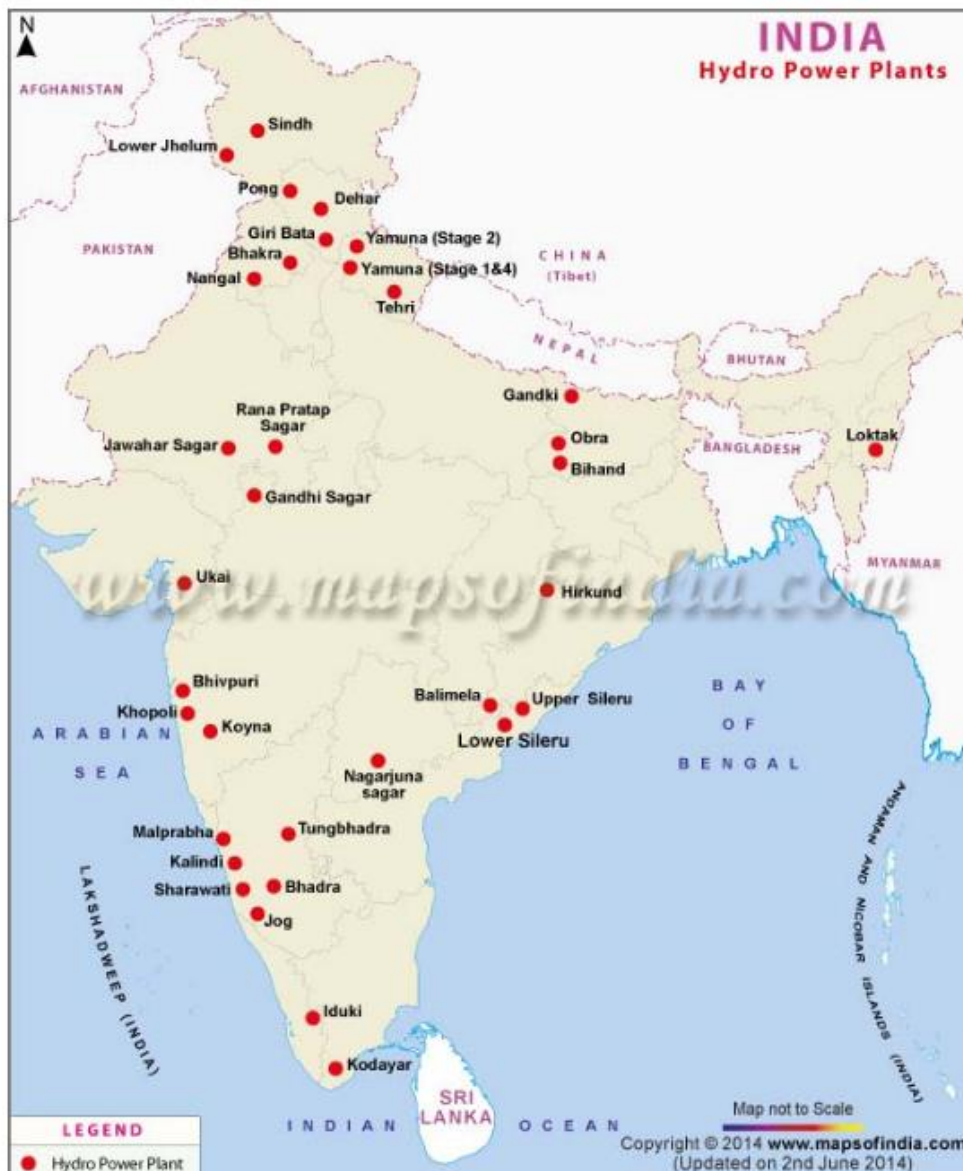 N
INDIA
Hydro Power Plants
AFGHANISTAN
Sindh
Lower Jhelum
Pong
Dehar
PAKISTAN
Giri Bata
Yamuna (Stage 2)
Bhakra
Yamuna (Stage 1&4)
CHINA
(Tibet)
Nangal
Tehri
NEPAL
BHUTAN
Gandki
Rana Pratap
Sagar
Jawahar Sagar
Obra
Bihand
BANGLADESH
Loktak
Gandhi Sagar
MYANMAR
Ukai
Hirkund
www.mapsofindia.com
Bhivpuri
Khopoli
Koyna
Balimela
Upper Sileru
Lower Sileru
ARABIAN
SEA
BAY
OF
BENGAL
Nagarjuna
sagar
Malprabha
Tungbhadra
Kalindi
Sharawati
Bhadra
Jog
LAKSHADWEEP (INDIA)
ANDAMAN AND NICOBAR ISLANDS (INDIA)
Iduki
Kodayar
SRI
LANKA
INDIAN OCEAN
LEGEND
Hydro Power Plant
Map not to Scale
Copyright © 2014 www.mapsofindia.com
(Updated on 2nd June 2014)